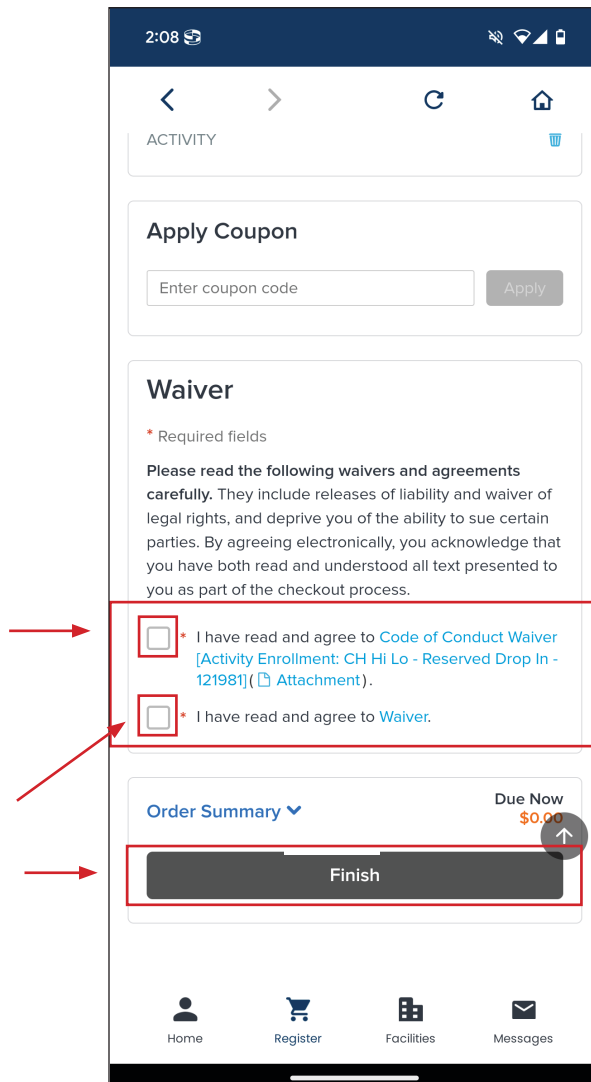 2:08
ACTIVITY
Apply Coupon
Enter coupon code
Apply
Waiver
* Required fields
Please read the following waivers and agreements
carefully. They include releases of liability and waiver of
legal rights, and deprive you of the ability to sue certain
parties. By agreeing electronically, you acknowledge that
you have both read and understood all text presented to
you as part of the checkout process.
* I have read and agree to Code of Conduct Waiver
[Activity Enrollment: CH Hi Lo - Reserved Drop In -
121981] ( Attachment ) .
* I have read and agree to Waiver.
Order Summary
Due Now
$0.00
Finish
Home
Register
Facilities
Messages